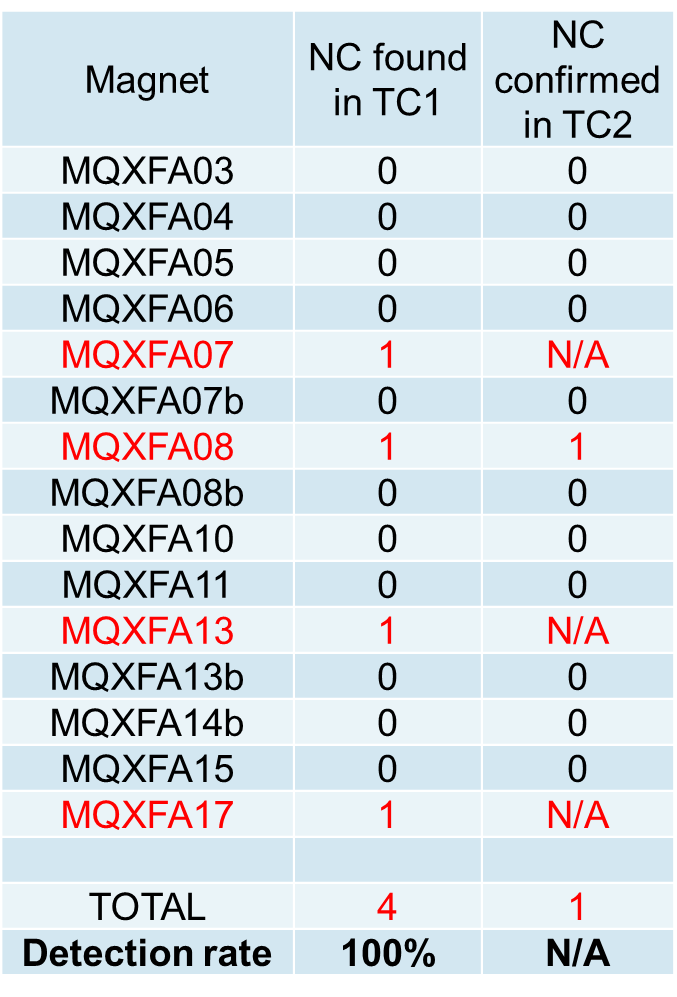 Magnet NC found in TC1 NC confirmed in TC2
MQXFA03 0 0
MQXFA04 0 0
MQXFA05 0 0
MQXFA06 0 0
MQXFA07 1 N/A
MQXFA07b 0 0
MQXFA08 1 1
MQXFA08b 0 0
MQXFA10 0 0
MQXFA11 0 0
MQXFA13 1 N/A
MQXFA13b 0 0
MQXFA14b 0 0
MQXFA15 0 0
MQXFA17 1 N/A
TOTAL 4 1
Detection rate 100% N/A